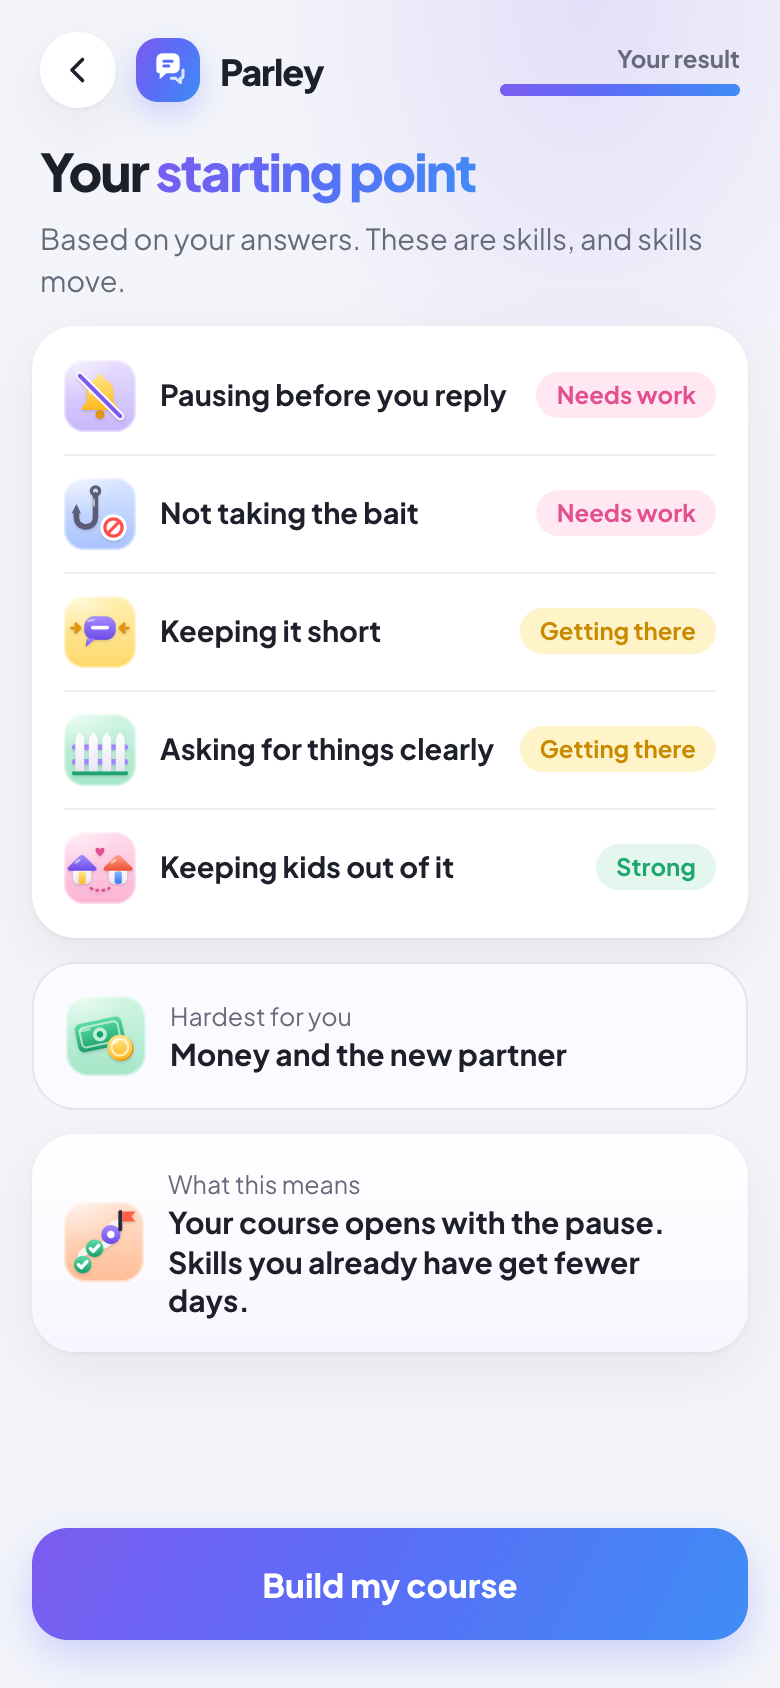 Parley
Your result
Your starting point
Based on your answers. These are skills, and skills
move.
Pausing before you reply
Needs work
Not taking the bait
Needs work
Keeping it short
Getting there
Asking for things clearly
Getting there
Keeping kids out of it
Strong
Hardest for you
Money and the new partner
What this means
Your course opens with the pause.
Skills you already have get fewer
days.
Build my course